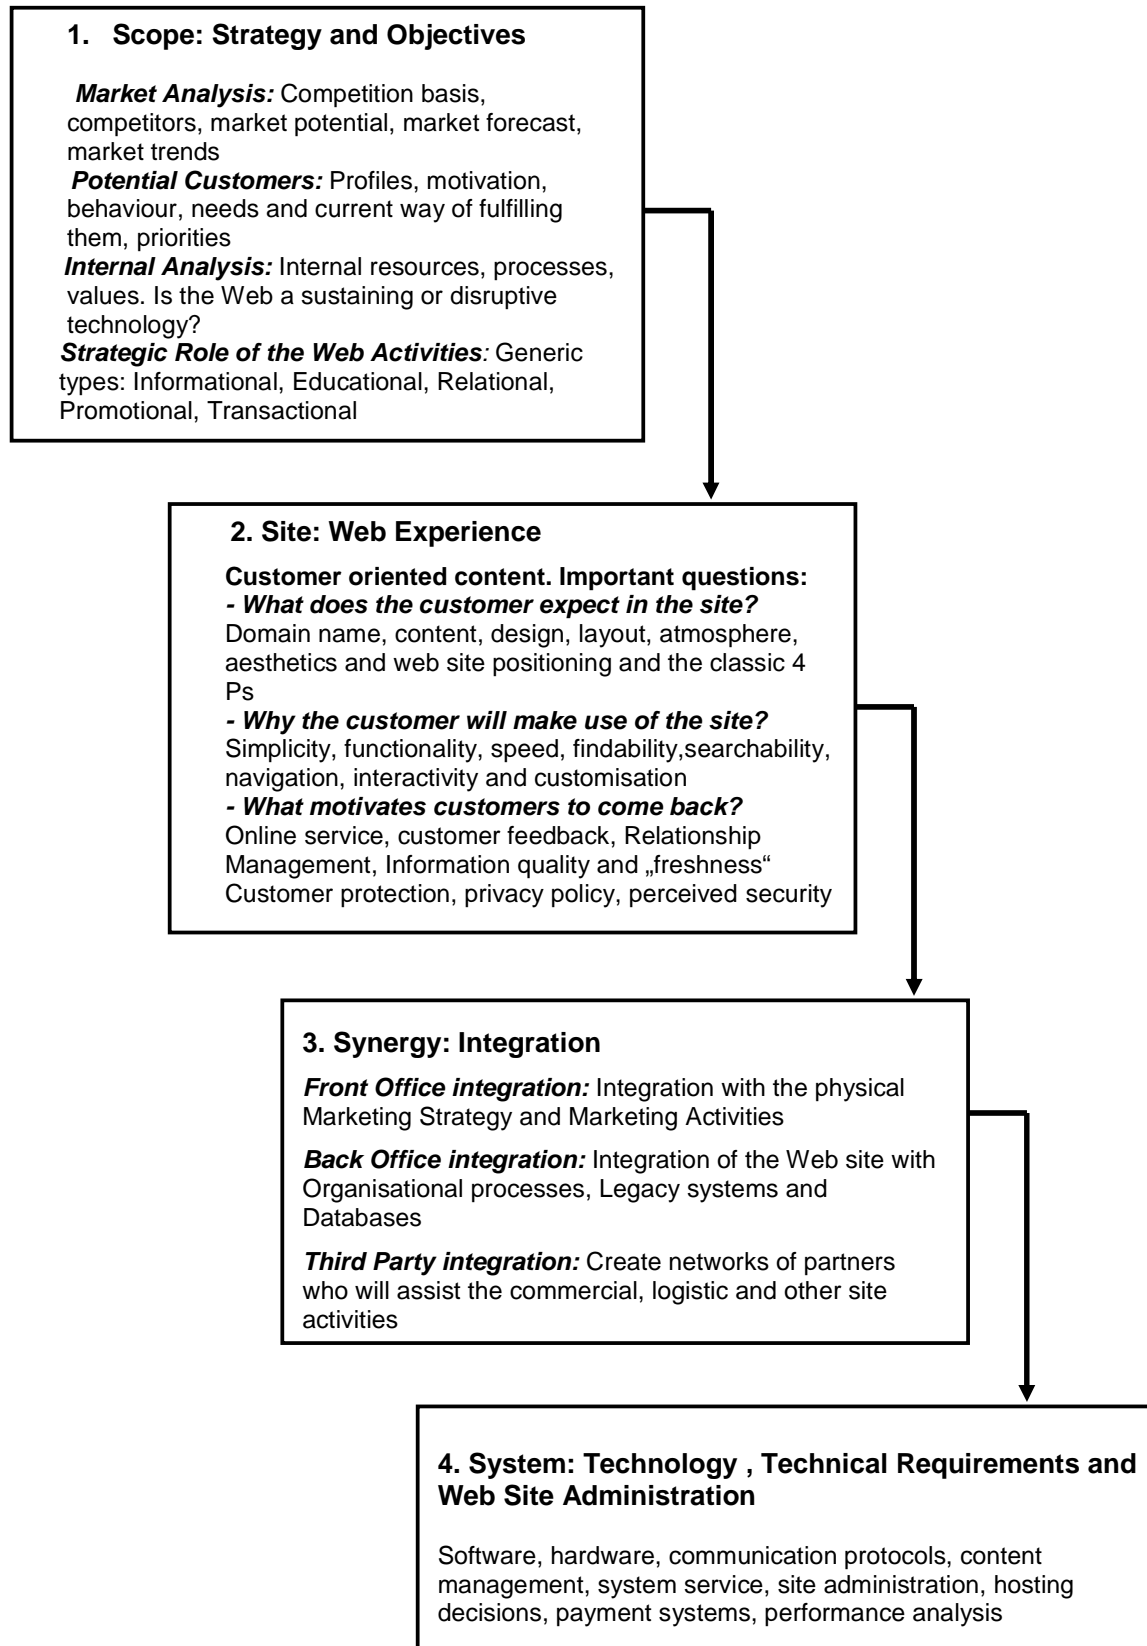 1. Scope: Strategy and Objectives
Market Analysis: Competition basis,
competitors, market potential, market forecast,
market trends
Potential Customers: Profiles, motivation,
behaviour, needs and current way of fulfilling
them, priorities
Internal Analysis: Internal resources, processes,
values. Is the Web a sustaining or disruptive
technology?
Strategic Role of the Web Activities: Generic
types: Informational, Educational, Relational,
Promotional, Transactional
2. Site: Web Experience
Customer oriented content. Important questions:
- What does the customer expect in the site?
Domain name, content, design, layout, atmosphere,
aesthetics and web site positioning and the classic 4
Ps
- Why the customer will make use of the site?
Simplicity, functionality, speed, findability,searchability,
navigation, interactivity and customisation
- What motivates customers to come back?
Online service, customer feedback, Relationship
Management, Information quality and „freshness“
Customer protection, privacy policy, perceived security
3. Synergy: Integration
Front Office integration: Integration with the physical
Marketing Strategy and Marketing Activities
Back Office integration: Integration of the Web site with
Organisational processes, Legacy systems and
Databases
Third Party integration: Create networks of partners
who will assist the commercial, logistic and other site
activities
4. System: Technology , Technical Requirements and
Web Site Administration
Software, hardware, communication protocols, content
management, system service, site administration, hosting
decisions, payment systems, performance analysis